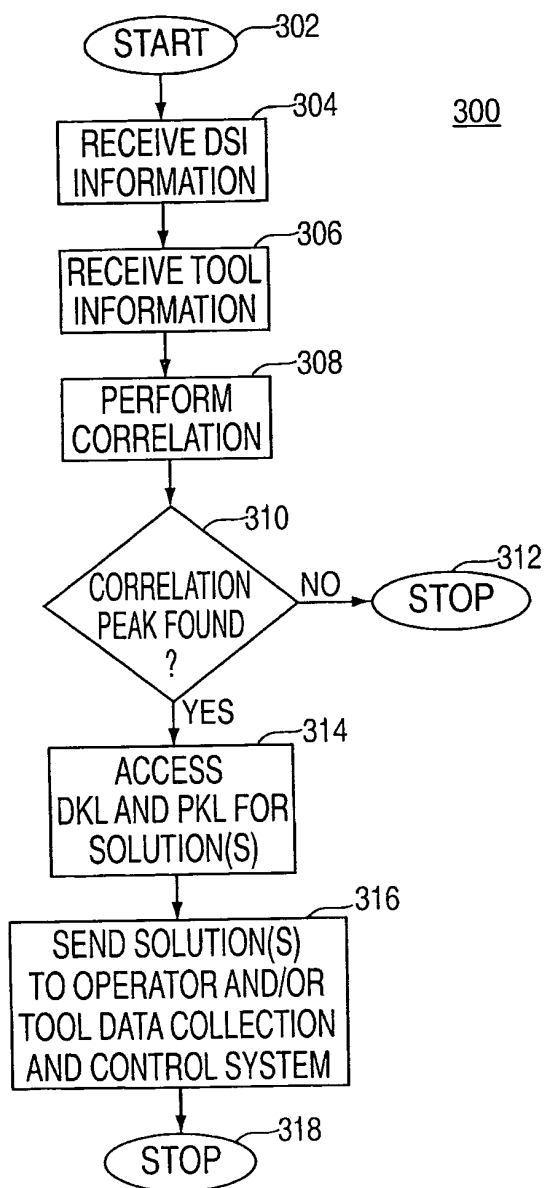 START
302
300
304
RECEIVE DSI
INFORMATION
306
RECEIVE TOOL
INFORMATION
308
PERFORM
CORRELATION
310
CORRELATION
PEAK FOUND
?
NO
312
STOP
YES
314
ACCESS
DKL AND PKL FOR
SOLUTION(S)
316
SEND SOLUTION(S)
TO OPERATOR AND/OR
TOOL DATA COLLECTION
AND CONTROL SYSTEM
318
STOP